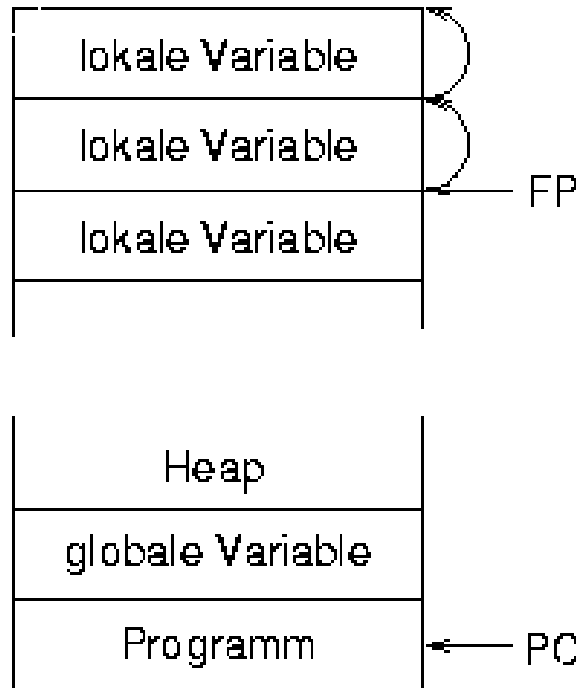 lokale Variable
lokale Variable
FP
lokale Variable
Heap
globale Variable
Programm
PC